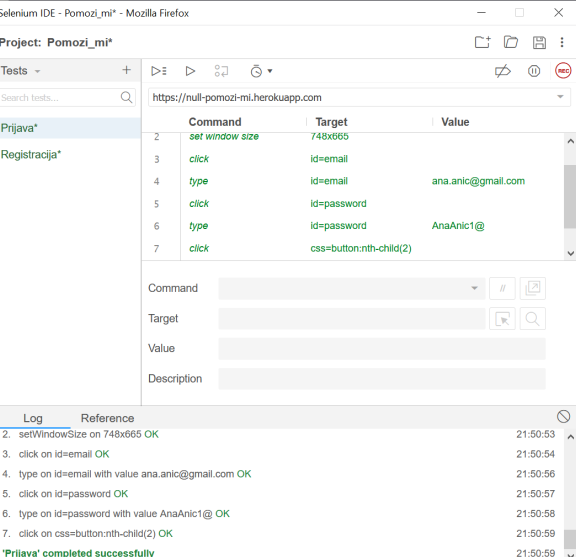 Selenium IDE - Pomozi_mi* - Mozilla Firefox
Project: Pomozi_mi*
Tests
Search tests...
Prijava*
Registracija*
REC
https://null-pomozi-mi.herokuapp.com
Command Target Value
2 set window size 748x665
3 click id=email
4 type id=email ana.anic@gmail.com
5 click id=password
6 type id=password AnaAnic1@
7 click css=button:nth-child(2)
Command //
Target
Value
Description
Log Reference
2. setWindowSize on 748x665 OK 21:50:53
3. click on id=email OK 21:50:54
4. type on id=email with value ana.anic@gmail.com OK 21:50:56
5. click on id=password OK 21:50:57
6. type on id=password with value AnaAnic1@ OK 21:50:58
7. click on css=button:nth-child(2) OK 21:50:59
'Prijava' completed successfully 21:50:59